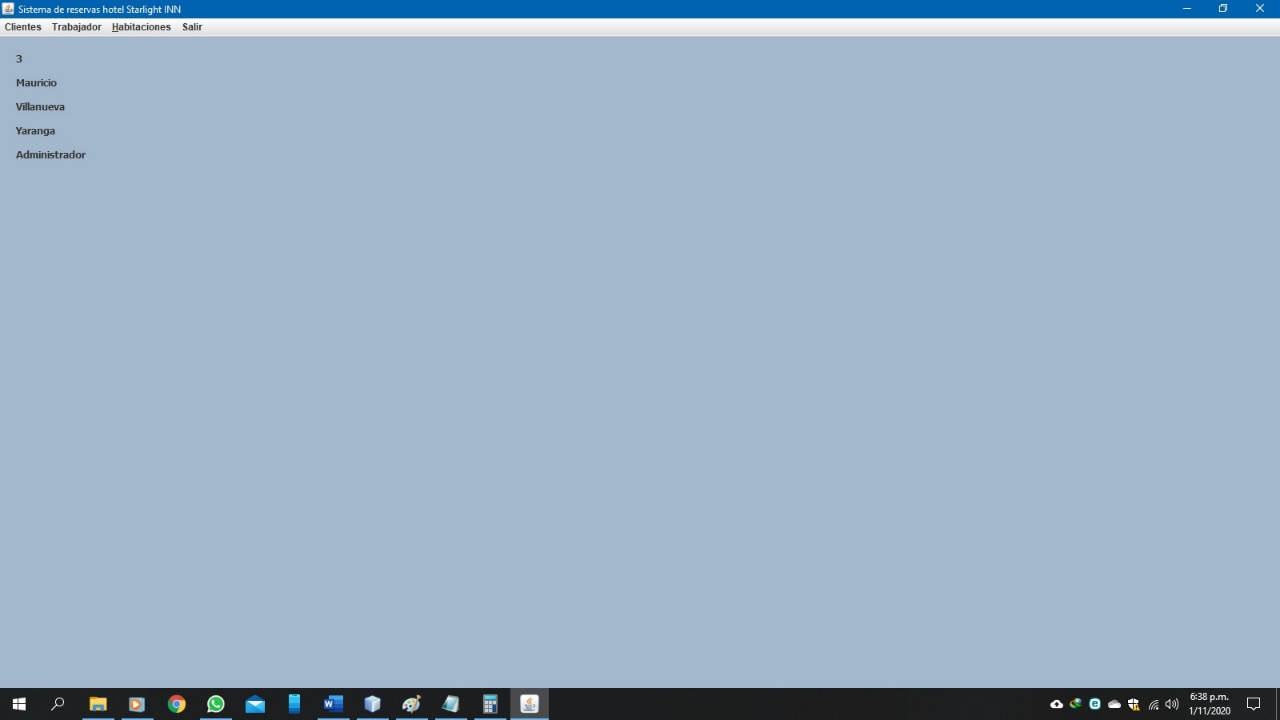 Sistema de reservas hotel Starlight INN
Clientes Trabajador Habitaciones Salir
3
Mauricio
Villanueva
Yaranga
Administrador
6:38 p.m.
1/11/2020